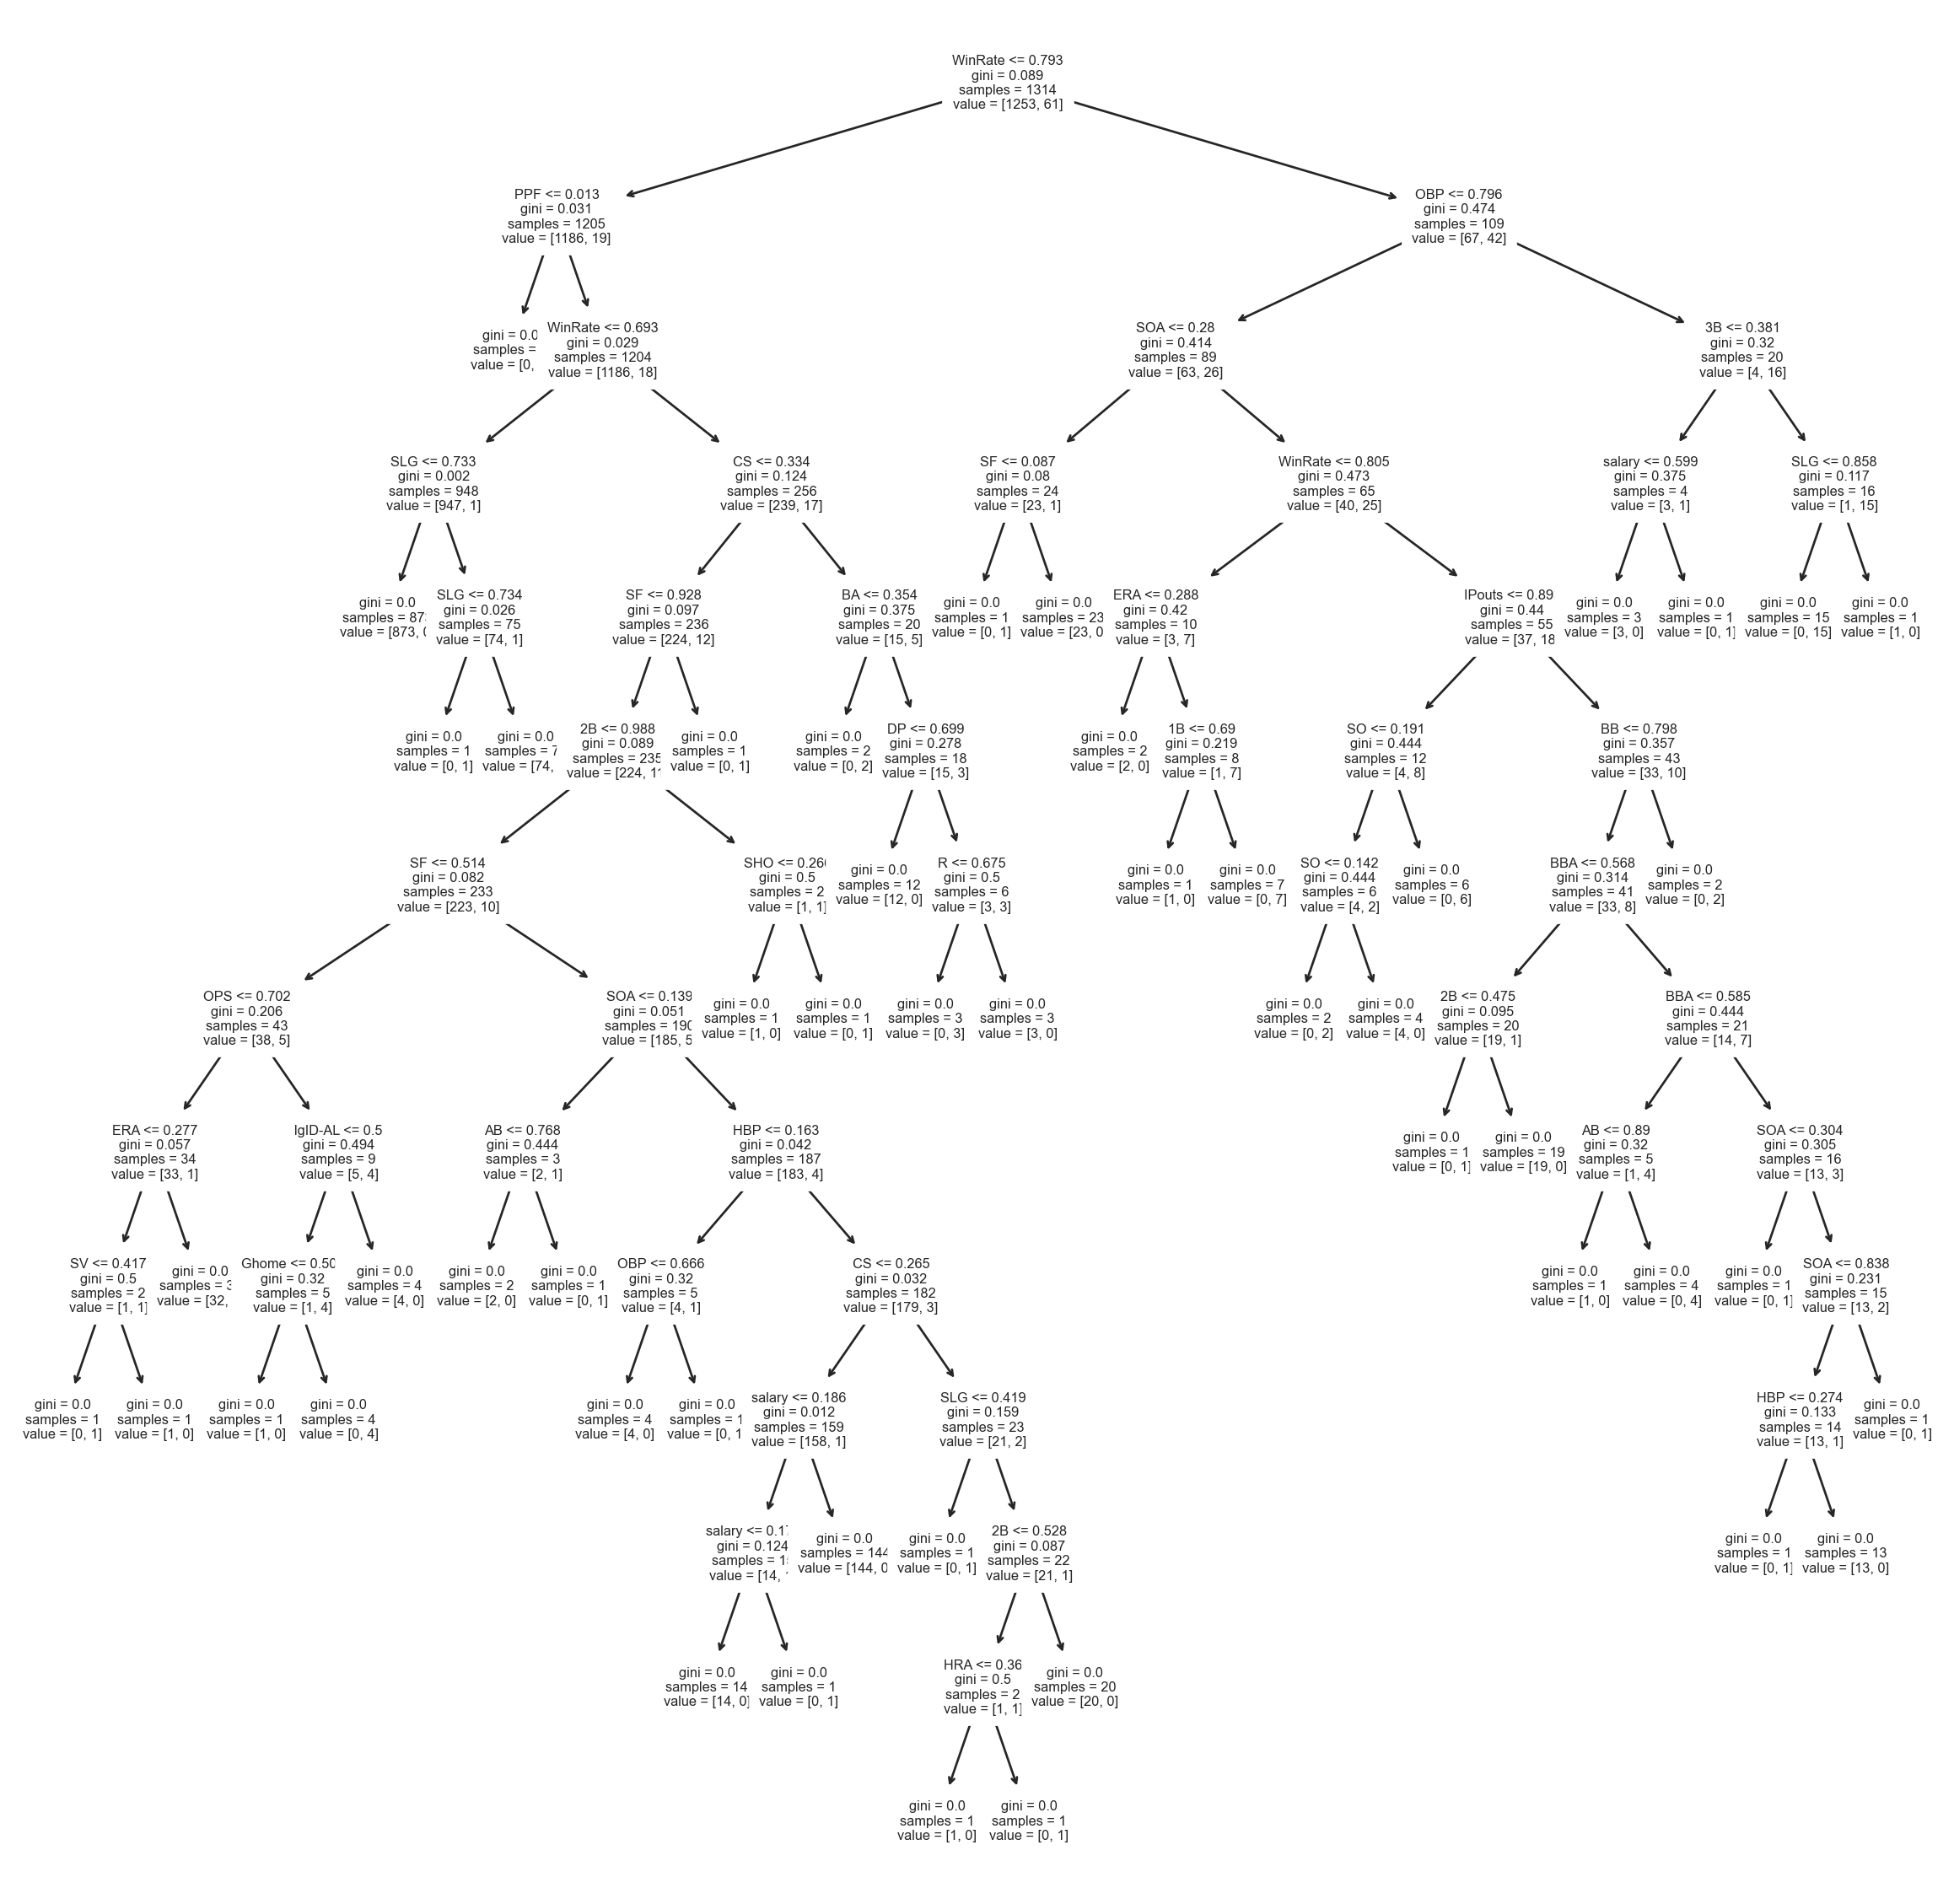 WinRate <= 0.793
gini = 0.089
samples = 1314
value = [1253, 61]
PPF <= 0.013
gini = 0.031
samples = 1205
value = [1186, 19]
OBP <= 0.796
gini = 0.474
samples = 109
value = [67, 42]
gini = 0.0
samples =
value = [0,
WinRate <= 0.693
gini = 0.029
samples = 1204
value = [1186, 18]
SOA <= 0.28
gini = 0.414
samples = 89
value = [63, 26]
3B <= 0.381
gini = 0.32
samples = 20
value = [4, 16]
SLG <= 0.733
gini = 0.002
samples = 948
value = [947, 1]
CS <= 0.334
gini = 0.124
samples = 256
value = [239, 17]
SF <= 0.087
gini = 0.08
samples = 24
value = [23, 1]
WinRate <= 0.805
gini = 0.473
samples = 65
value = [40, 25]
salary <= 0.599
gini = 0.375
samples = 4
value = [3, 1]
SLG <= 0.858
gini = 0.117
samples = 16
value = [1, 15]
gini = 0.0
samples = 87
value = [873, 0
SLG <= 0.734
gini = 0.026
samples = 75
value = [74, 1]
SF <= 0.928
gini = 0.097
samples = 236
value = [224, 12]
BA <= 0.354
gini = 0.375
samples = 20
value = [15, 5]
gini = 0.0
samples = 1
value = [0, 1]
gini = 0.0
samples = 23
value = [23, 0
ERA <= 0.288
gini = 0.42
samples = 10
value = [3, 7]
IPouts <= 0.89
gini = 0.44
samples = 55
value = [37, 18
gini = 0.0
samples = 3
value = [3, 0]
gini = 0.0
samples = 1
value = [0, 1]
gini = 0.0
samples = 15
value = [0, 15]
gini = 0.0
samples = 1
value = [1, 0]
gini = 0.0
samples = 1
value = [0, 1]
gini = 0.0
samples = 7
value = [74,
2B <= 0.988
gini = 0.089
samples = 235
value = [224, 11
gini = 0.0
samples = 1
value = [0, 1]
gini = 0.0
samples = 2
value = [0, 2]
DP <= 0.699
gini = 0.278
samples = 18
value = [15, 3]
gini = 0.0
samples = 2
value = [2, 0]
1B <= 0.69
gini = 0.219
samples = 8
value = [1, 7]
SO <= 0.191
gini = 0.444
samples = 12
value = [4, 8]
BB <= 0.798
gini = 0.357
samples = 43
value = [33, 10]
SF <= 0.514
gini = 0.082
samples = 233
value = [223, 10]
SHO <= 0.26
gini = 0.5
samples = 2
value = [1, 1]
gini = 0.0
samples = 12
value = [12, 0]
R <= 0.675
gini = 0.5
samples = 6
value = [3, 3]
gini = 0.0
samples = 1
value = [1, 0]
gini = 0.0
samples = 7
value = [0, 7]
SO <= 0.142
gini = 0.444
samples = 6
value = [4, 2]
gini = 0.0
samples = 6
value = [0, 6]
BBA <= 0.568
gini = 0.314
samples = 41
value = [33, 8]
gini = 0.0
samples = 2
value = [0, 2]
OPS <= 0.702
gini = 0.206
samples = 43
value = [38, 5]
SOA <= 0.139
gini = 0.051
samples = 190
value = [185, 5
gini = 0.0
samples = 1
value = [1, 0]
gini = 0.0
samples = 1
value = [0, 1]
gini = 0.0
samples = 3
value = [0, 3]
gini = 0.0
samples = 3
value = [3, 0]
gini = 0.0
samples = 2
value = [0, 2]
gini = 0.0
samples = 4
value = [4, 0]
2B <= 0.475
gini = 0.095
samples = 20
value = [19, 1]
BBA <= 0.585
gini = 0.444
samples = 21
value = [14, 7]
ERA <= 0.277
gini = 0.057
samples = 34
value = [33, 1]
lgID-AL <= 0.5
gini = 0.494
samples = 9
value = [5, 4]
AB <= 0.768
gini = 0.444
samples = 3
value = [2, 1]
HBP <= 0.163
gini = 0.042
samples = 187
value = [183, 4]
gini = 0.0
samples = 1
value = [0, 1]
gini = 0.0
samples = 19
value = [19, 0]
AB <= 0.89
gini = 0.32
samples = 5
value = [1, 4]
SOA <= 0.304
gini = 0.305
samples = 16
value = [13, 3]
SV <= 0.417
gini = 0.5
samples = 2
value = [1, 1]
gini = 0.0
samples = 3
value = [32,
Ghome <= 0.50
gini = 0.32
samples = 5
value = [1, 4]
gini = 0.0
samples = 4
value = [4, 0]
gini = 0.0
samples = 2
value = [2, 0]
gini = 0.0
samples = 1
value = [0, 1]
OBP <= 0.666
gini = 0.32
samples = 5
value = [4, 1]
CS <= 0.265
gini = 0.032
samples = 182
value = [179, 3]
gini = 0.0
samples = 1
value = [1, 0]
gini = 0.0
samples = 4
value = [0, 4]
gini = 0.0
samples = 1
value = [0, 1]
SOA <= 0.838
gini = 0.231
samples = 15
value = [13, 2]
gini = 0.0
samples = 1
value = [0, 1]
gini = 0.0
samples = 1
value = [1, 0]
gini = 0.0
samples = 1
value = [1, 0]
gini = 0.0
samples = 4
value = [0, 4]
gini = 0.0
samples = 4
value = [4, 0]
gini = 0.0
samples = 1
value = [0, 1
salary <= 0.186
gini = 0.012
samples = 159
value = [158, 1]
SLG <= 0.419
gini = 0.159
samples = 23
value = [21, 2]
HBP <= 0.274
gini = 0.133
samples = 14
value = [13, 1]
gini = 0.0
samples = 1
value = [0, 1]
salary <= 0.1
gini = 0.124
samples = 1
value = [14,
gini = 0.0
samples = 144
value = [144, 0
gini = 0.0
samples = 1
value = [0, 1]
2B <= 0.528
gini = 0.087
samples = 22
value = [21, 1]
gini = 0.0
samples = 1
value = [0, 1]
gini = 0.0
samples = 13
value = [13, 0]
gini = 0.0
samples = 14
value = [14, 0]
gini = 0.0
samples = 1
value = [0, 1]
HRA <= 0.36
gini = 0.5
samples = 2
value = [1, 1]
gini = 0.0
samples = 20
value = [20, 0]
gini = 0.0
samples = 1
value = [1, 0]
gini = 0.0
samples = 1
value = [0, 1]